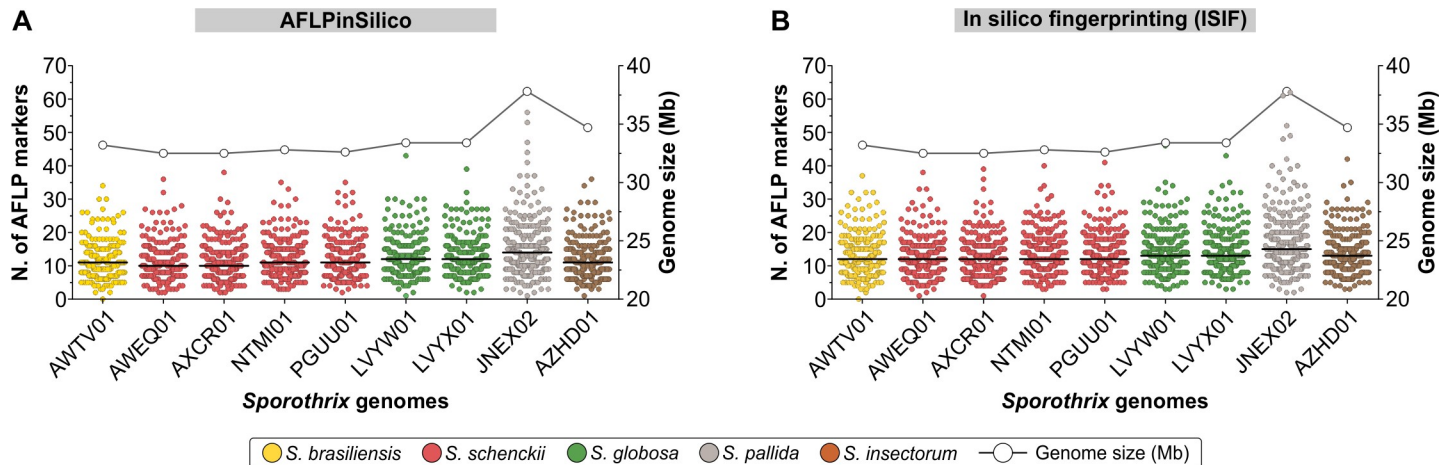 A
AFLPinSilico
N. of AFLP markers
70
60
50
40
30
20
10
0
40
35
30
25
20
Genome size (Mb)
AWTV01
AWEQ01
AXCR01
NTMI01
PGUU01
LVYW01
LVYX01
JNEX02
AZHD01
Sporothrix genomes
B
In silico fingerprinting (ISIF)
N. of AFLP markers
70
60
50
40
30
20
10
0
40
35
30
25
20
Genome size (Mb)
AWTV01
AWEQ01
AXCR01
NTMI01
PGUU01
LVYW01
LVYX01
JNEX02
AZHD01
Sporothrix genomes
S. brasiliensis S. schenckii S. globosa S. pallida S. insectorum Genome size (Mb)